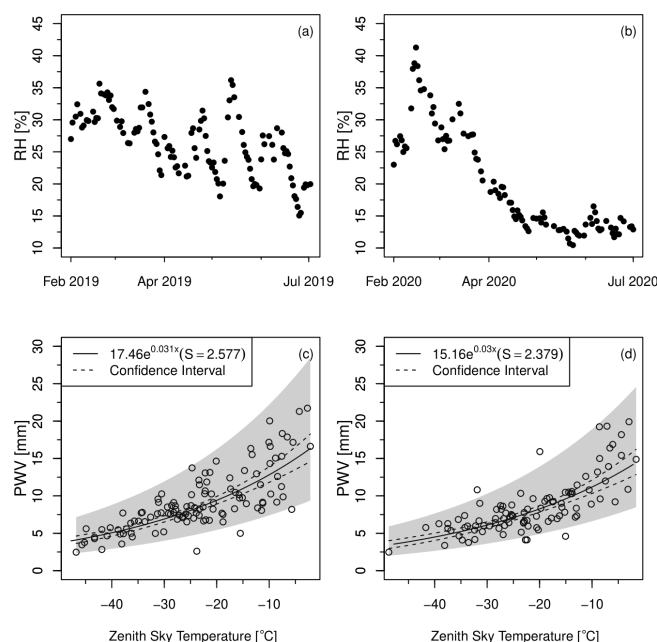 (a)
RH [%]
45
40
35
30
25
20
15
10
Feb 2019 Apr 2019 Jul 2019
(b)
RH [%]
45
40
35
30
25
20
15
10
Feb 2020 Apr 2020 Jul 2020
17.46e^0.031x (S = 2.577)
Confidence Interval
(c)
PWV [mm]
30
25
20
15
10
5
0
−40 −30 −20 −10
Zenith Sky Temperature [°C]
15.16e^0.03x (S = 2.379)
Confidence Interval
(d)
PWV [mm]
30
25
20
15
10
5
0
−40 −30 −20 −10
Zenith Sky Temperature [°C]